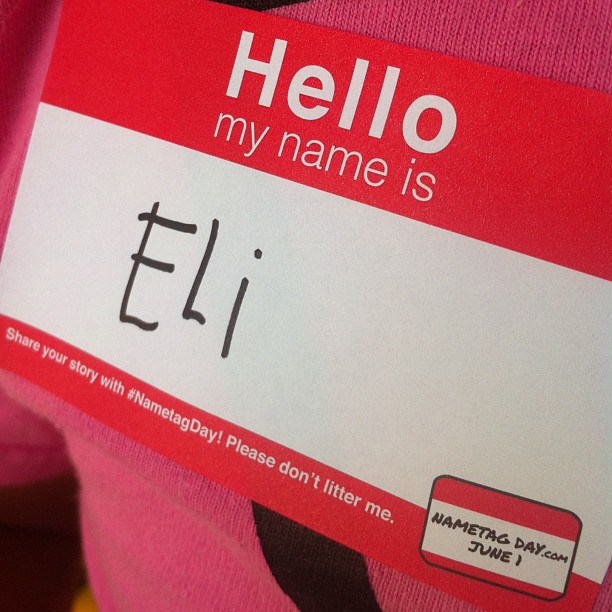 Hello
my name is
Eli
Share your story with #NametagDay! Please don't litter me.
NAMETAG DAY.com
JUNE 1